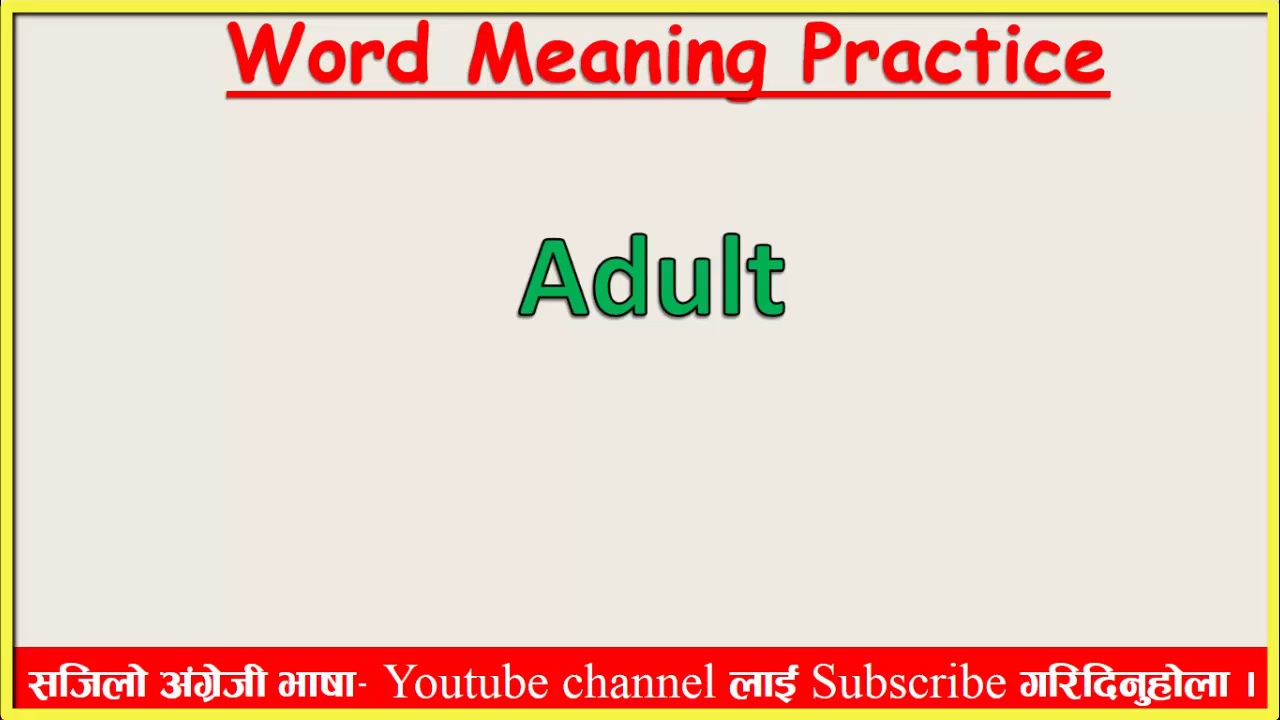 Word Meaning Practice
Adult
सजिलो अंग्रेजी भाषा- Youtube channel लाई Subscribe गरिदिनुहोला ।